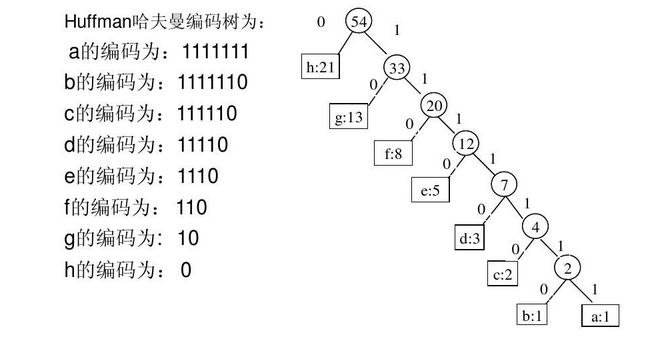 Huffman哈夫曼编码树为：
a的编码为：1111111
b的编码为：1111110
c的编码为：111110
d的编码为：11110
e的编码为：1110
f的编码为：110
g的编码为：10
h的编码为：0
0 54 1
h:21 33
0 1
g:13 20
0 1
f:8 12
0 1
e:5 7
0 1
d:3 4
0 1
c:2 2
0 1
b:1 a:1